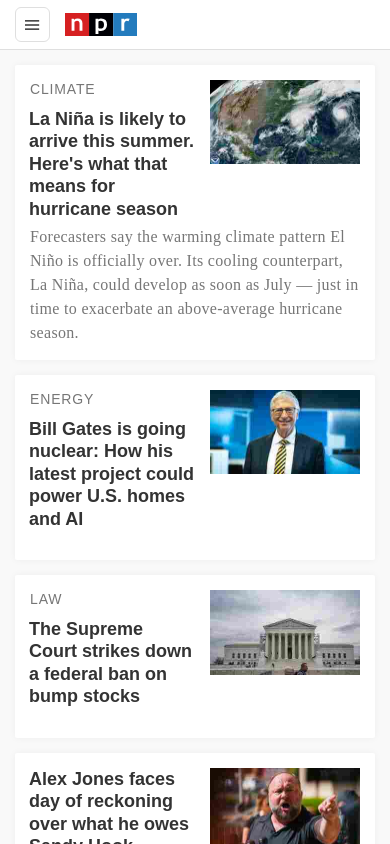 npr
CLIMATE
La Niña is likely to
arrive this summer.
Here's what that
means for
hurricane season
Forecasters say the warming climate pattern El
Niño is officially over. Its cooling counterpart,
La Niña, could develop as soon as July — just in
time to exacerbate an above-average hurricane
season.
ENERGY
Bill Gates is going
nuclear: How his
latest project could
power U.S. homes
and AI
LAW
The Supreme
Court strikes down
a federal ban on
bump stocks
Alex Jones faces
day of reckoning
over what he owes
Sandy Hook